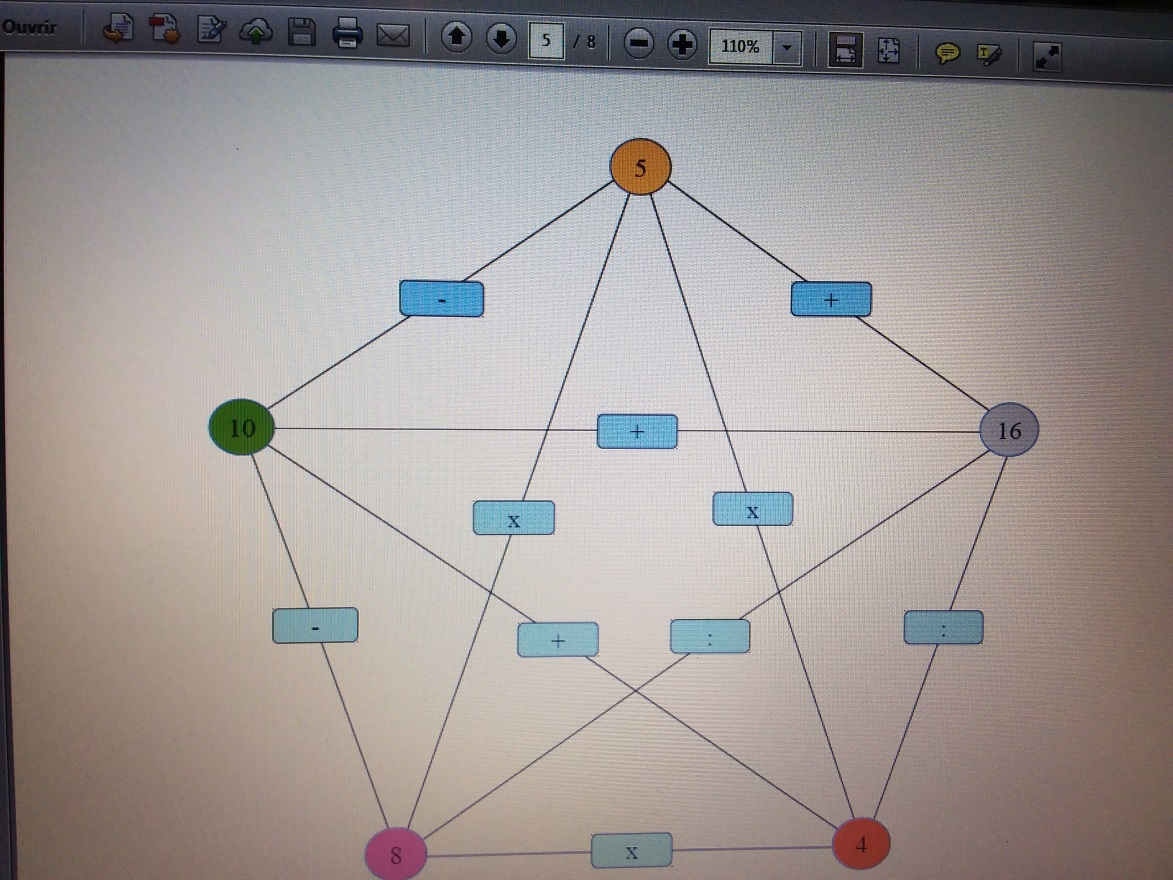 Ouvrir 5 / 8 110%
5
- +
10 + 16
x x
- + : :
8 x 4